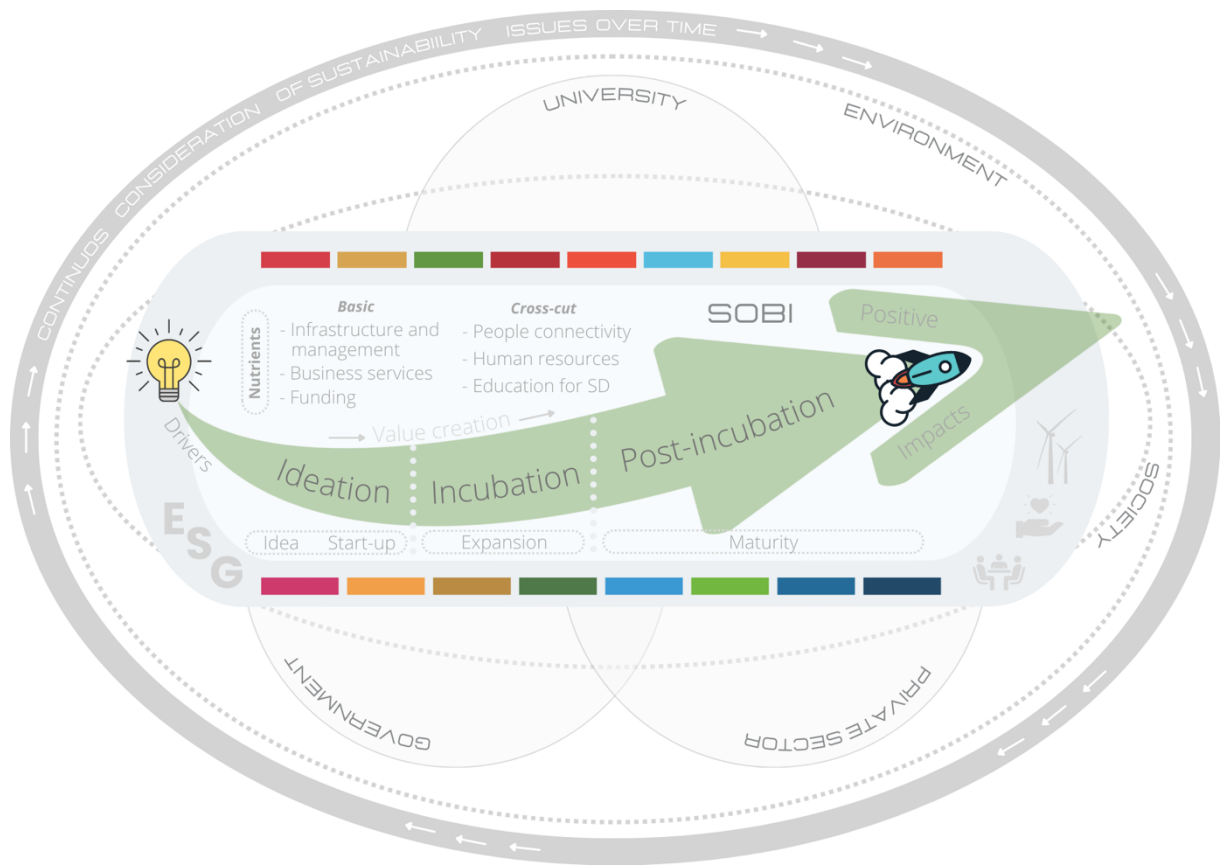 CONTINUOS CONSIDERATION OF SUSTAINABIILITY ISSUES OVER TIME
UNIVERSITY
ENVIRONMENT
SOCIETY
Basic
Cross-cut
SOBI
Positive
Nutrients
- Infrastructure and
management
- Business services
- Funding
- People connectivity
- Human resources
- Education for SD
Drivers
Value creation
Impacts
Ideation
Incubation
Post-incubation
ESG
Idea
Start-up
Expansion
Maturity
GOVERNMENT
PRIVATE SECTOR